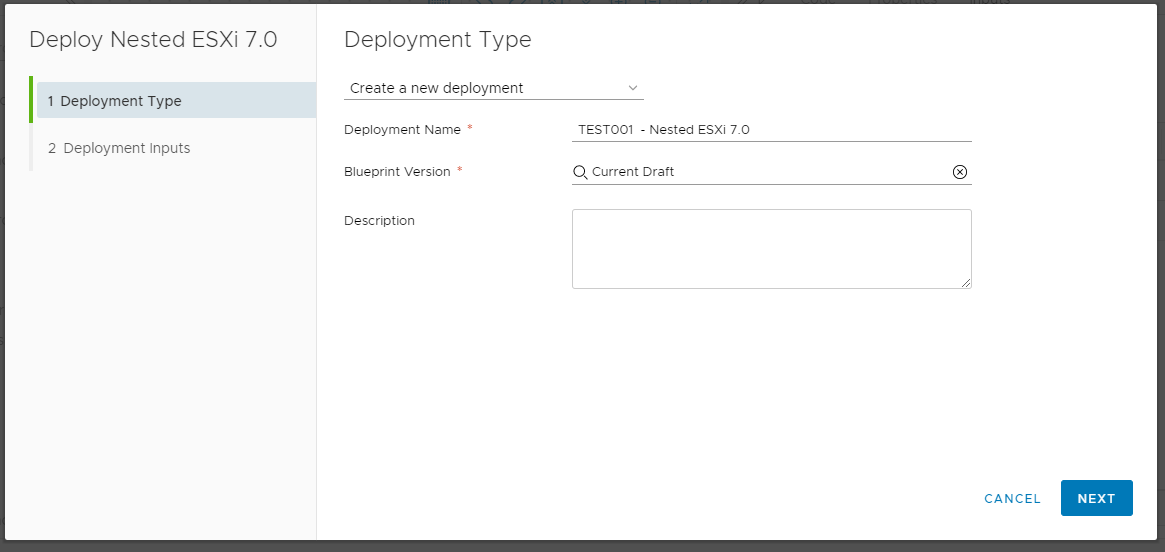 Deploy Nested ESXi 7.0
1 Deployment Type
2 Deployment Inputs
Deployment Type
Create a new deployment
Deployment Name *
TEST001 - Nested ESXi 7.0
Blueprint Version *
Current Draft
Description
CANCEL
NEXT